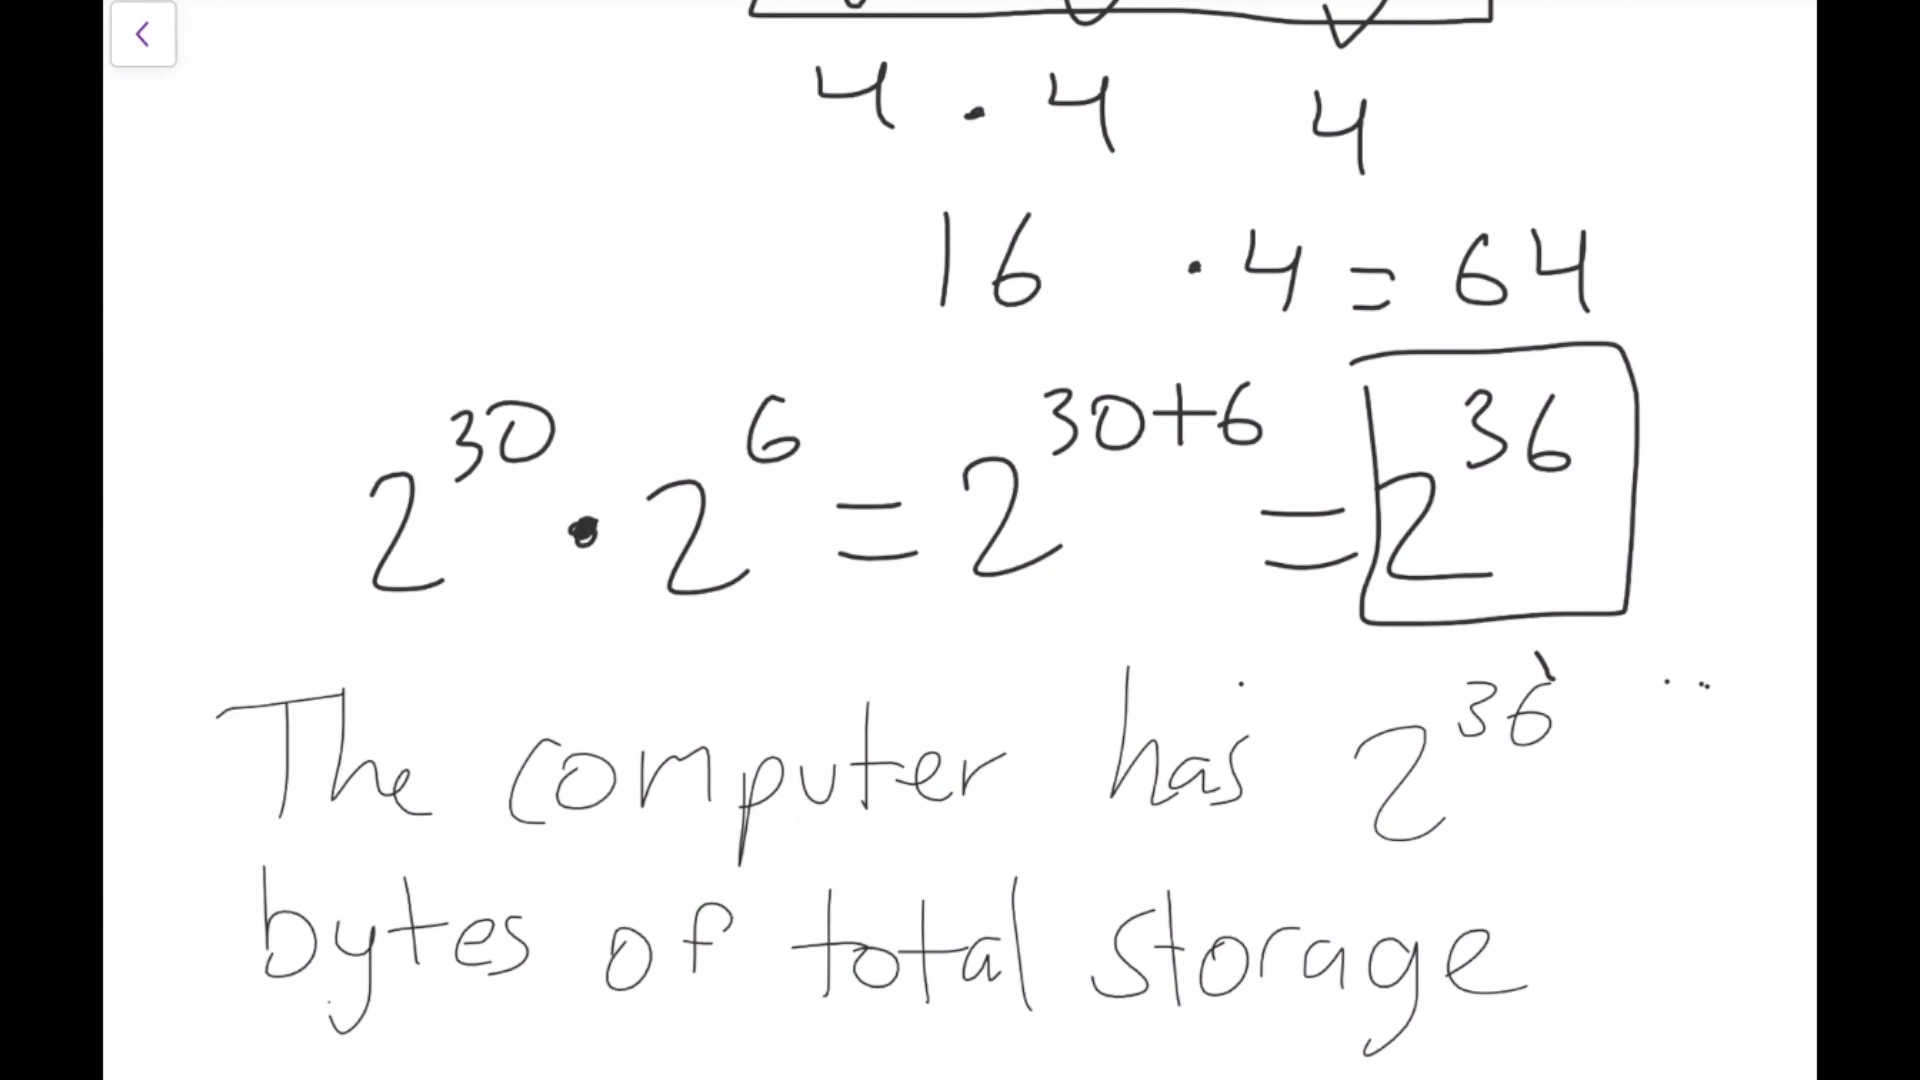 4 · 4 4
16 · 4 = 64
2^30 · 2^6 = 2^30+6 = 2^36
The computer has 2^36
bytes of total storage